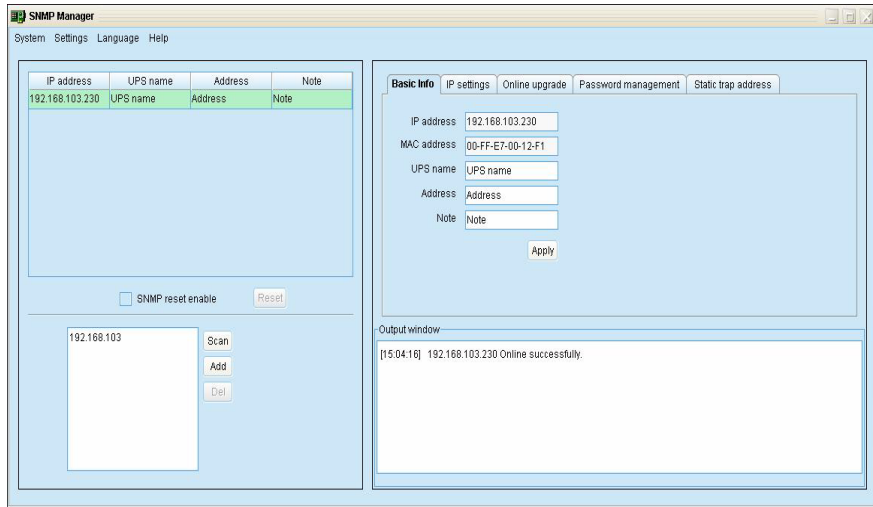 SNMP Manager
System Settings Language Help
IP address UPS name Address Note
192.168.103.230 UPS name Address Note
SNMP reset enable Reset
192.168.103
Scan
Add
Del
Basic Info IP settings Online upgrade Password management Static trap address
IP address 192.168.103.230
MAC address 00-FF-E7-00-12-F1
UPS name UPS name
Address Address
Note Note
Apply
Output window
[15:04:16] 192.168.103.230 Online successfully.